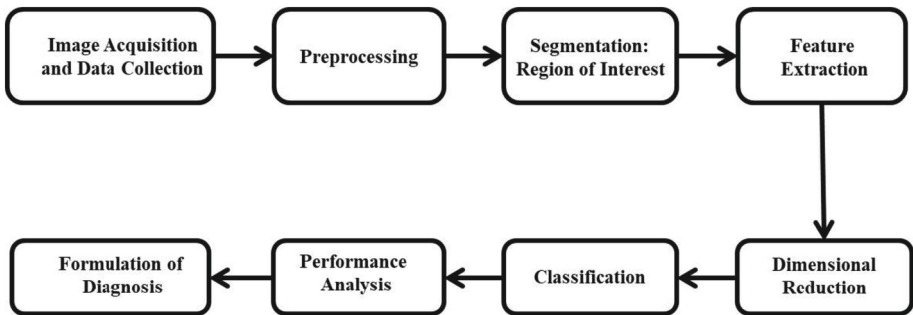 Image Acquisition
and Data Collection
Preprocessing
Segmentation:
Region of Interest
Feature
Extraction
Dimensional
Reduction
Classification
Performance
Analysis
Formulation of
Diagnosis